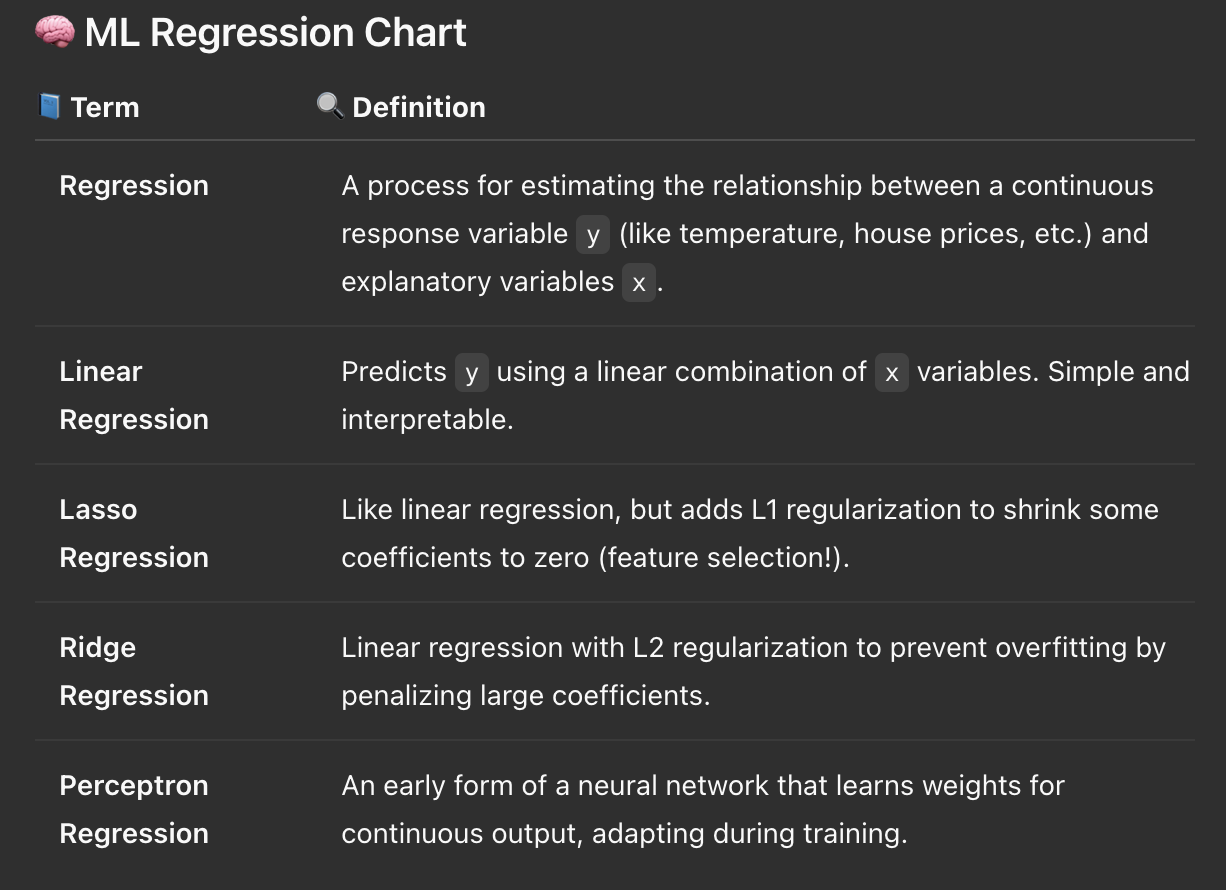 🧠 ML Regression Chart
📘 Term 🔍 Definition
Regression A process for estimating the relationship between a continuous
response variable y (like temperature, house prices, etc.) and
explanatory variables x.
Linear Predicts y using a linear combination of x variables. Simple and
Regression interpretable.
Lasso Like linear regression, but adds L1 regularization to shrink some
Regression coefficients to zero (feature selection!).
Ridge Linear regression with L2 regularization to prevent overfitting by
Regression penalizing large coefficients.
Perceptron An early form of a neural network that learns weights for
Regression continuous output, adapting during training.